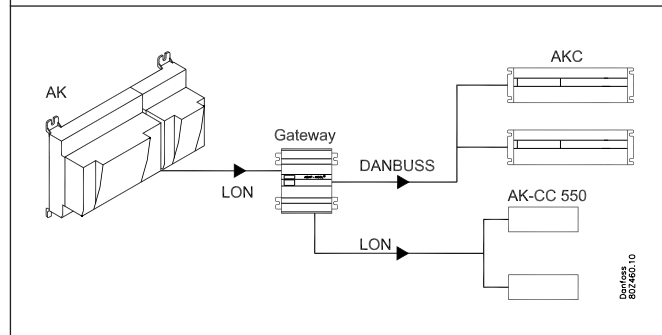 AK
AKC
Gateway
LON
DANBUSS
AK-CC 550
LON
Danfoss
80Z460.10